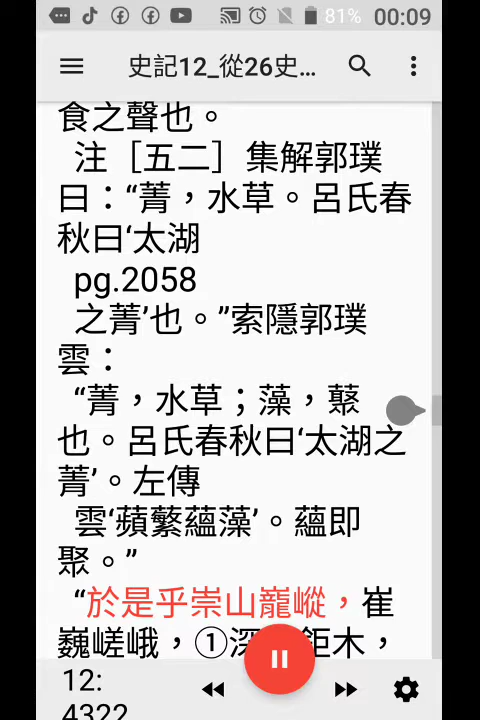 81% 00:09
史記12_從26史...
食之聲也。
注［五二］集解郭璞
曰：“菁，水草。呂氏春
秋曰‘太湖
pg.2058
之菁’也。”索隱郭璞
雲：
“菁，水草；藻，藂
也。呂氏春秋曰‘太湖之
菁’。左傳
雲‘蘋蘩蘊藻’。蘊即
聚。”
“於是乎崇山巃嵷，崔
巍嵯峨，①深 鉅木，
12:
4322